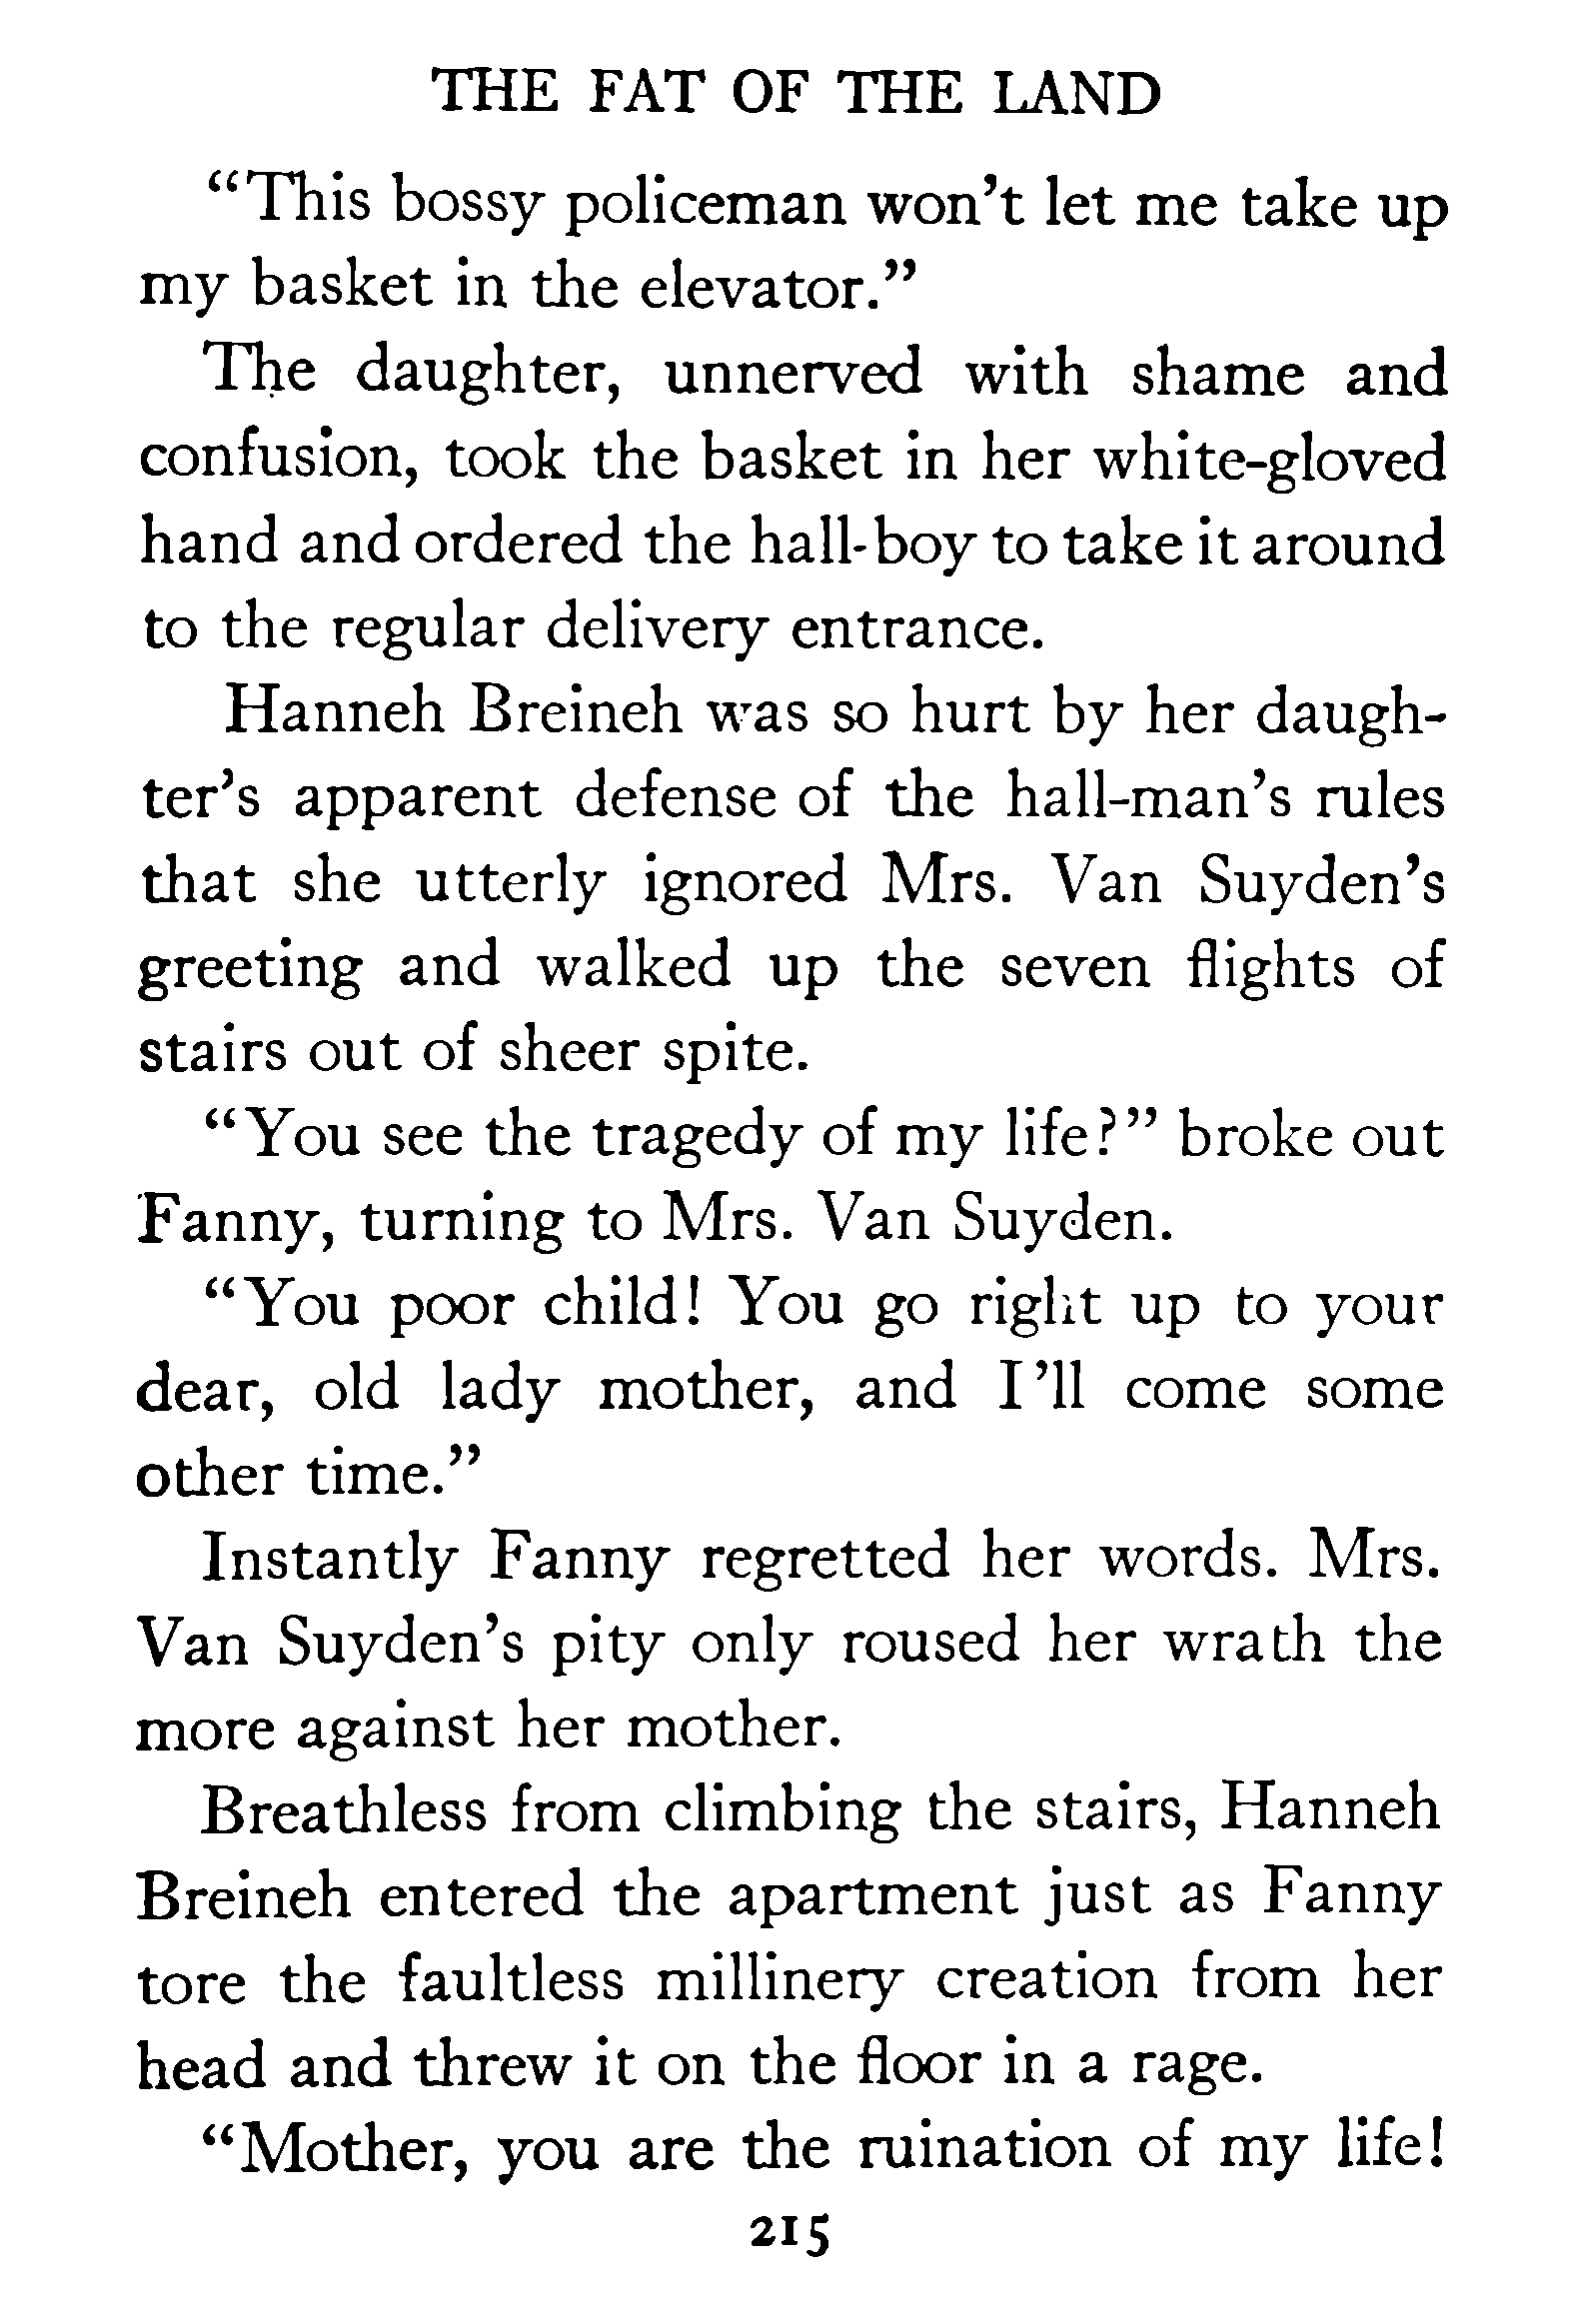 THE FAT OF THE LAND
“This bossy policeman won’t let me take up
my basket in the elevator.”
The daughter, unnerved with shame and
confusion, took the basket in her white-gloved
hand and ordered the hall-boy to take it around
to the regular delivery entrance.
Hanneh Breineh was so hurt by her daugh-
ter’s apparent defense of the hall-man’s rules
that she utterly ignored Mrs. Van Suyden’s
greeting and walked up the seven flights of
stairs out of sheer spite.
“You see the tragedy of my life?” broke out
Fanny, turning to Mrs. Van Suyden.
“You poor child! You go right up to your
dear, old lady mother, and I’ll come some
other time.”
Instantly Fanny regretted her words. Mrs.
Van Suyden’s pity only roused her wrath the
more against her mother.
Breathless from climbing the stairs, Hanneh
Breineh entered the apartment just as Fanny
tore the faultless millinery creation from her
head and threw it on the floor in a rage.
“Mother, you are the ruination of my life!
215